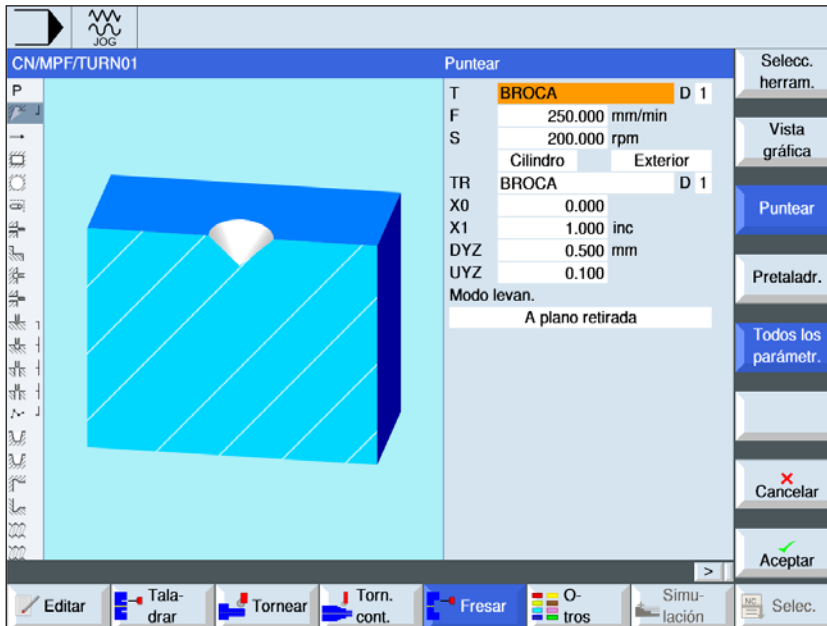 JOG
CN/MPF/TURN01
Puntear
P
T BROCA D 1
F 250.000 mm/min
S 200.000 rpm
Cilindro Exterior
TR BROCA D 1
X0 0.000
X1 1.000 inc
DYZ 0.500 mm
UYZ 0.100
Modo levan.
A plano retirada
>
Selecc.
herram.
Vista
gráfica
Puntear
Pretaladr.
Todos los
parámetr.
Cancelar
Aceptar
Editar
Tala-
drar
Tornear
Torn.
cont.
Fresar
O-
tros
Simu-
lación
NC
Selec.